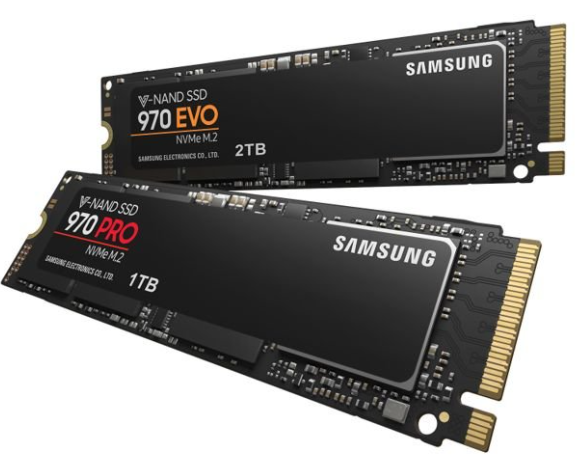 SAMSUNG
V-NAND SSD
970 EVO
NVMe M.2
SAMSUNG ELECTRONICS CO., LTD.
2TB
V-NAND SSD
970 PRO
NVMe M.2
SAMSUNG ELECTRONICS CO., LTD.
1TB
SAMSUNG